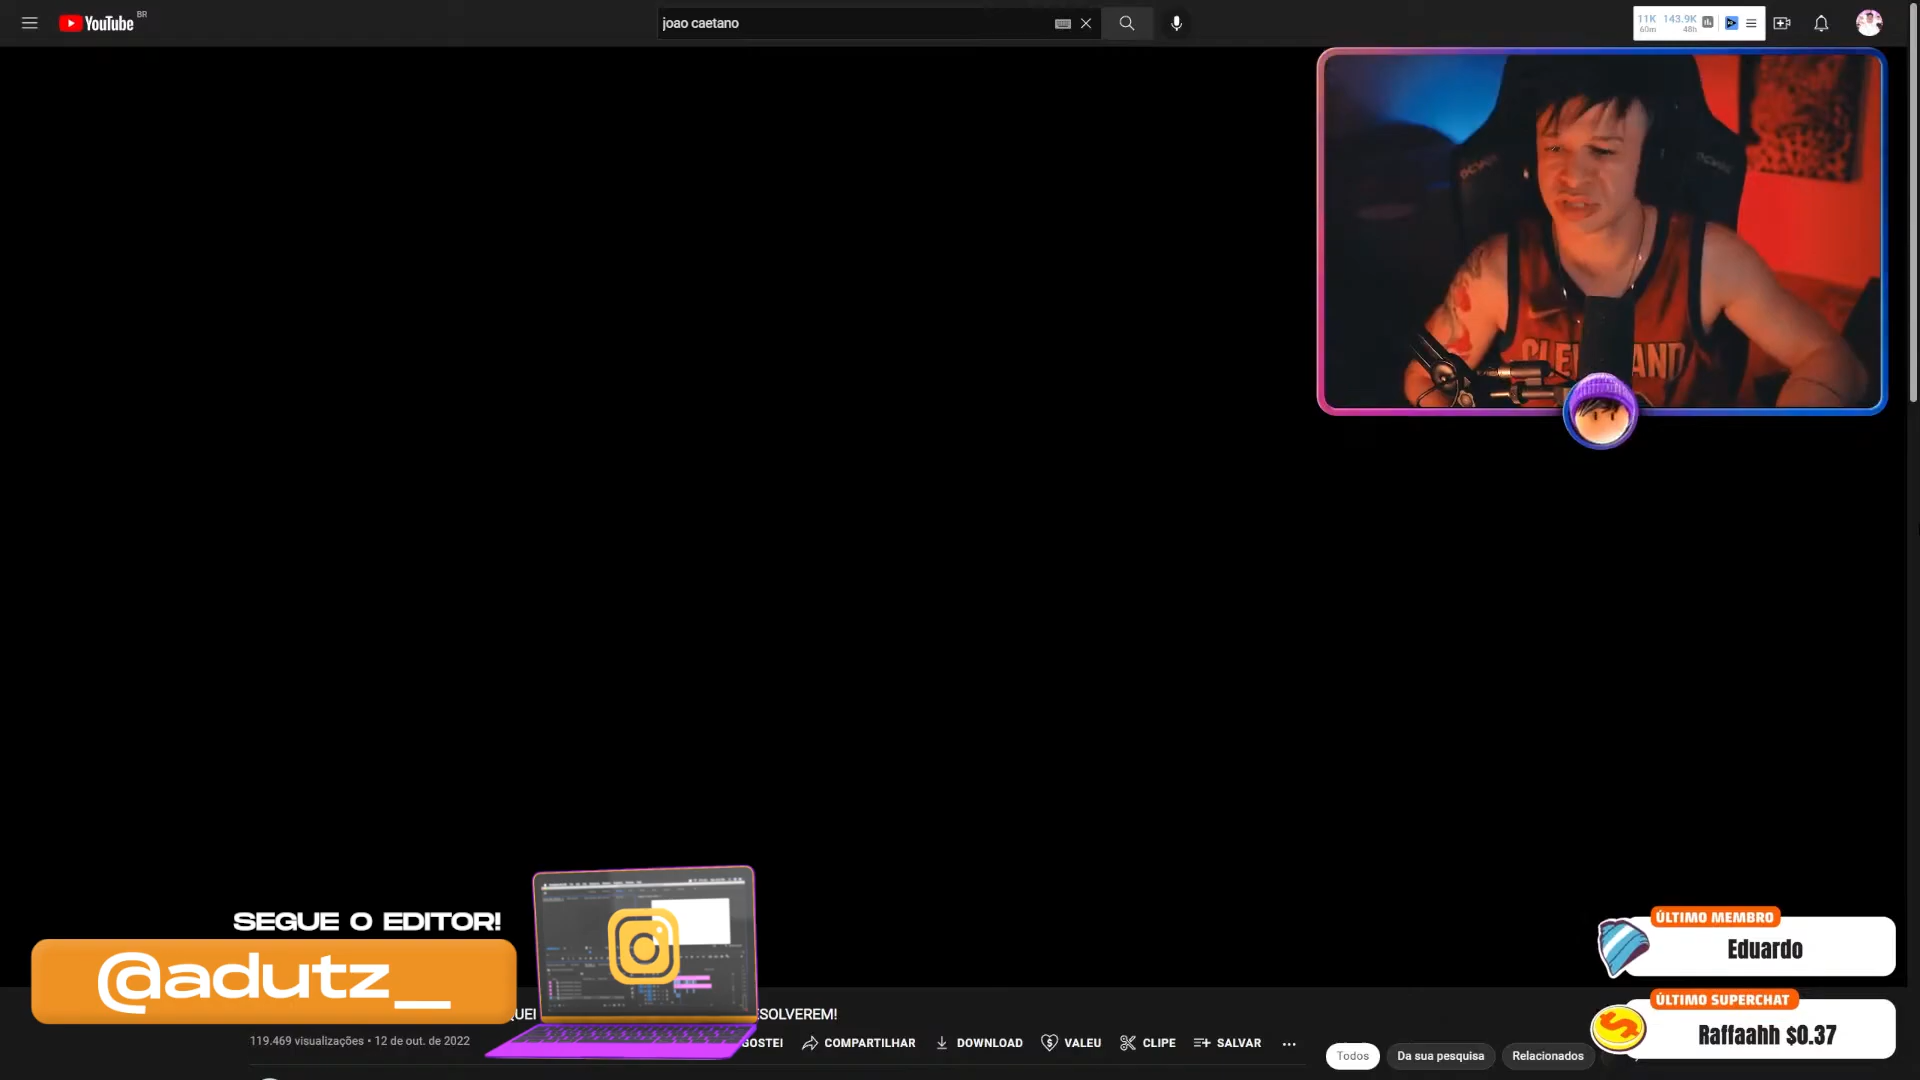 YouTube BR
joao caetano
11K 143.9K
60m 48h
CLEVELAND
SEGUE O EDITOR!
@adutz_
ÚLTIMO MEMBRO
Eduardo
ÚLTIMO SUPERCHAT
Raffaahh $0.37
QUEI SOLVEREM!
119.469 visualizações • 12 de out. de 2022
GOSTEI COMPARTILHAR DOWNLOAD VALEU CLIPE SALVAR
Todos Da sua pesquisa Relacionados